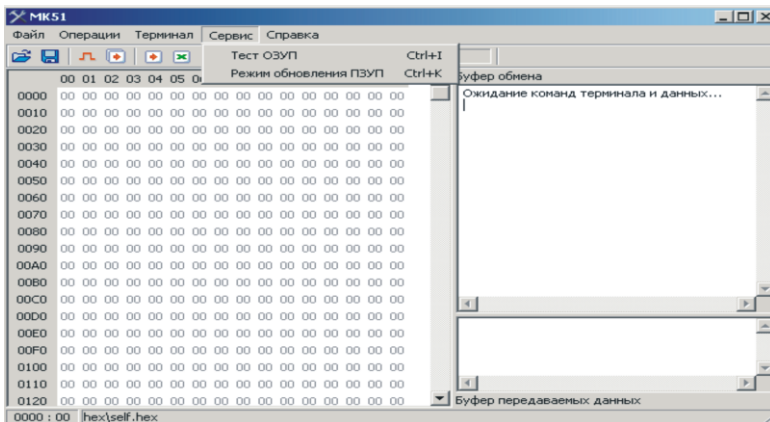 МК51
Файл Операции Терминал Сервис Справка
Тест ОЗУП Ctrl+I
Режим обновления ПЗУП Ctrl+K
Буфер обмена
00 01 02 03 04 05
Ожидание команд терминала и данных...
0000 00 00 00 00 00 00 00 00 00 00 00 00 00 00 00 00
0010 00 00 00 00 00 00 00 00 00 00 00 00 00 00 00 00
0020 00 00 00 00 00 00 00 00 00 00 00 00 00 00 00 00
0030 00 00 00 00 00 00 00 00 00 00 00 00 00 00 00 00
0040 00 00 00 00 00 00 00 00 00 00 00 00 00 00 00 00
0050 00 00 00 00 00 00 00 00 00 00 00 00 00 00 00 00
0060 00 00 00 00 00 00 00 00 00 00 00 00 00 00 00 00
0070 00 00 00 00 00 00 00 00 00 00 00 00 00 00 00 00
0080 00 00 00 00 00 00 00 00 00 00 00 00 00 00 00 00
0090 00 00 00 00 00 00 00 00 00 00 00 00 00 00 00 00
00A0 00 00 00 00 00 00 00 00 00 00 00 00 00 00 00 00
00B0 00 00 00 00 00 00 00 00 00 00 00 00 00 00 00 00
00C0 00 00 00 00 00 00 00 00 00 00 00 00 00 00 00 00
00D0 00 00 00 00 00 00 00 00 00 00 00 00 00 00 00 00
00E0 00 00 00 00 00 00 00 00 00 00 00 00 00 00 00 00
00F0 00 00 00 00 00 00 00 00 00 00 00 00 00 00 00 00
0100 00 00 00 00 00 00 00 00 00 00 00 00 00 00 00 00
0110 00 00 00 00 00 00 00 00 00 00 00 00 00 00 00 00
0120 00 00 00 00 00 00 00 00 00 00 00 00 00 00 00 00
Буфер передаваемых данных
0000 : 00 hex\self.hex